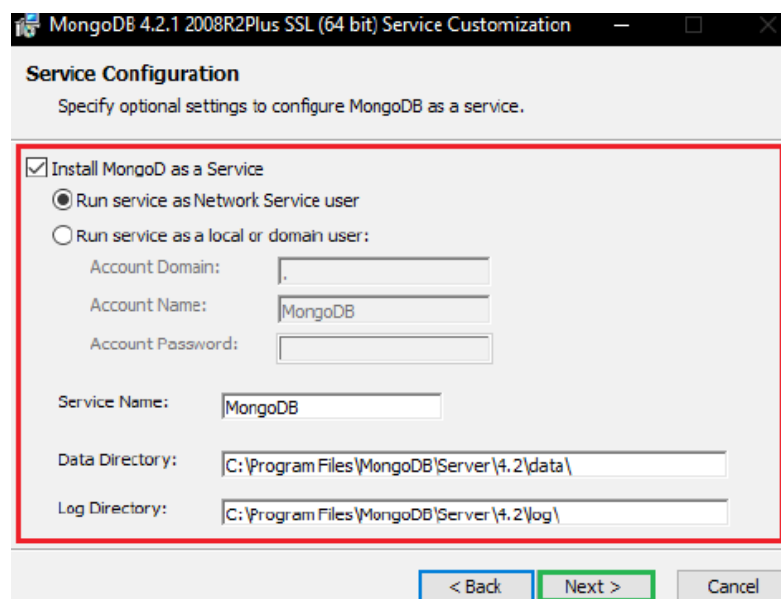 MongoDB 4.2.1 2008R2Plus SSL (64 bit) Service Customization
Service Configuration
Specify optional settings to configure MongoDB as a service.
Install MongoD as a Service
Run service as Network Service user
Run service as a local or domain user:
Account Domain: .
Account Name: MongoDB
Account Password:
Service Name: MongoDB
Data Directory: C:\Program Files\MongoDB\Server\4.2\data\
Log Directory: C:\Program Files\MongoDB\Server\4.2\log\
< Back Next > Cancel